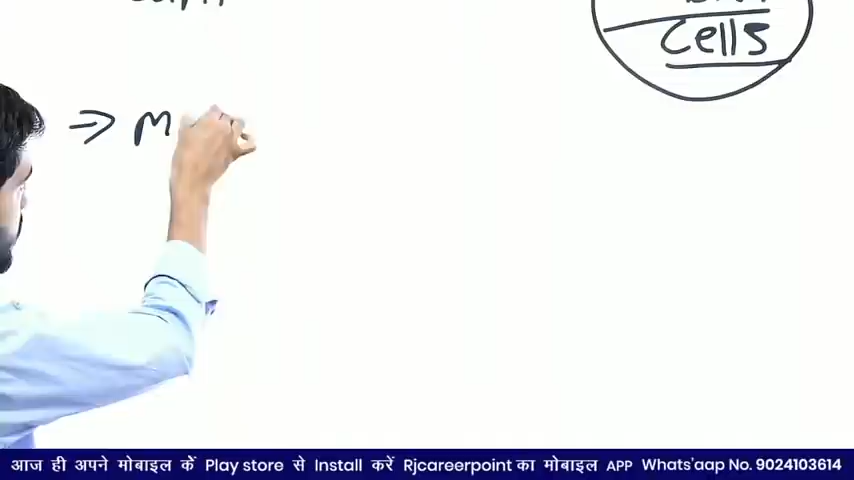 Cells
→ m
आज ही अपने मोबाइल कें Play store से Install करें Rjcareerpoint का मोबाइल APP Whats'aap No. 9024103614